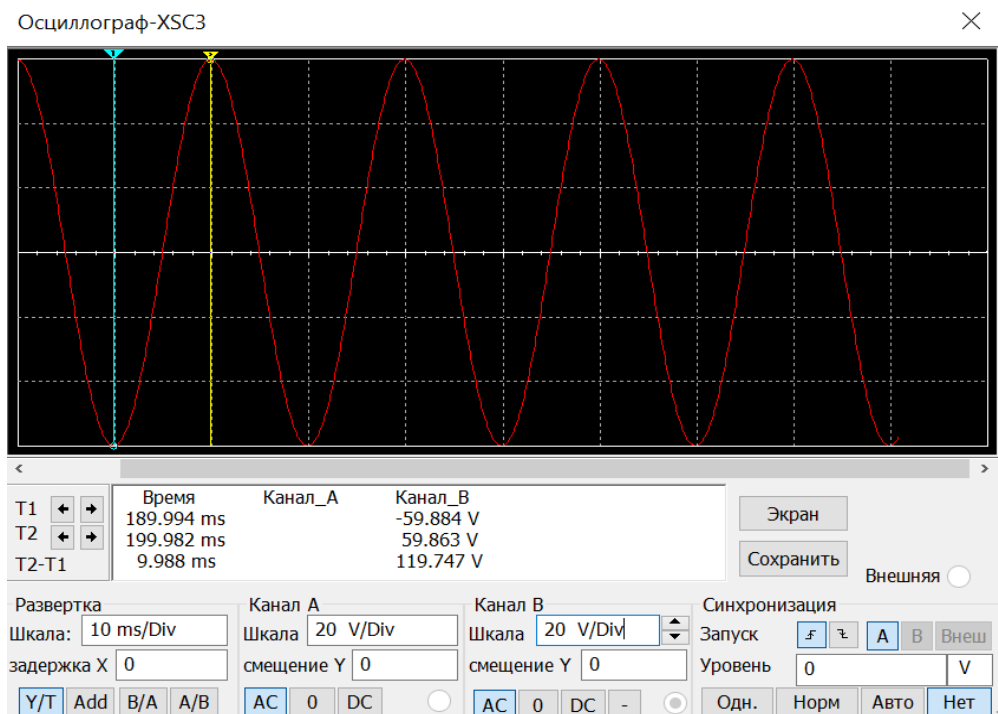 Осциллограф-XSC3
1 2
T1 Время Канал_A Канал_B
189.994 ms -59.884 V
T2 199.982 ms 59.863 V
T2-T1 9.988 ms 119.747 V
Экран
Сохранить
Внешняя
Развертка Канал A Канал B Синхронизация
Шкала: 10 ms/Div Шкала 20 V/Div Шкала 20 V/Div Запуск A B Внеш
задержка X 0 смещение Y 0 смещение Y 0 Уровень 0 V
Y/T Add B/A A/B AC 0 DC AC 0 DC - Одн. Норм Авто Нет